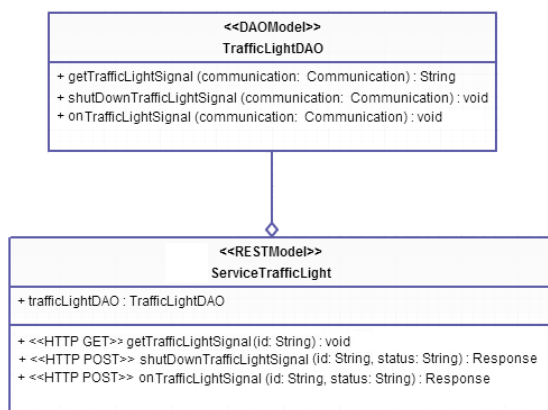 <<DAOModel>>
TrafficLightDAO
+ getTrafficLightSignal (communication: Communication) : String
+ shutDownTrafficLightSignal (communication: Communication) : void
+ onTrafficLightSignal (communication: Communication) : void
<<RESTModel>>
ServiceTrafficLight
+ trafficLightDAO : TrafficLightDAO
+ <<HTTP GET>> getTrafficLightSignal(id: String) : void
+ <<HTTP POST>> shutDownTrafficLightSignal (id: String, status: String) : Response
+ <<HTTP POST>> onTrafficLightSignal (id: String, status: String) : Response